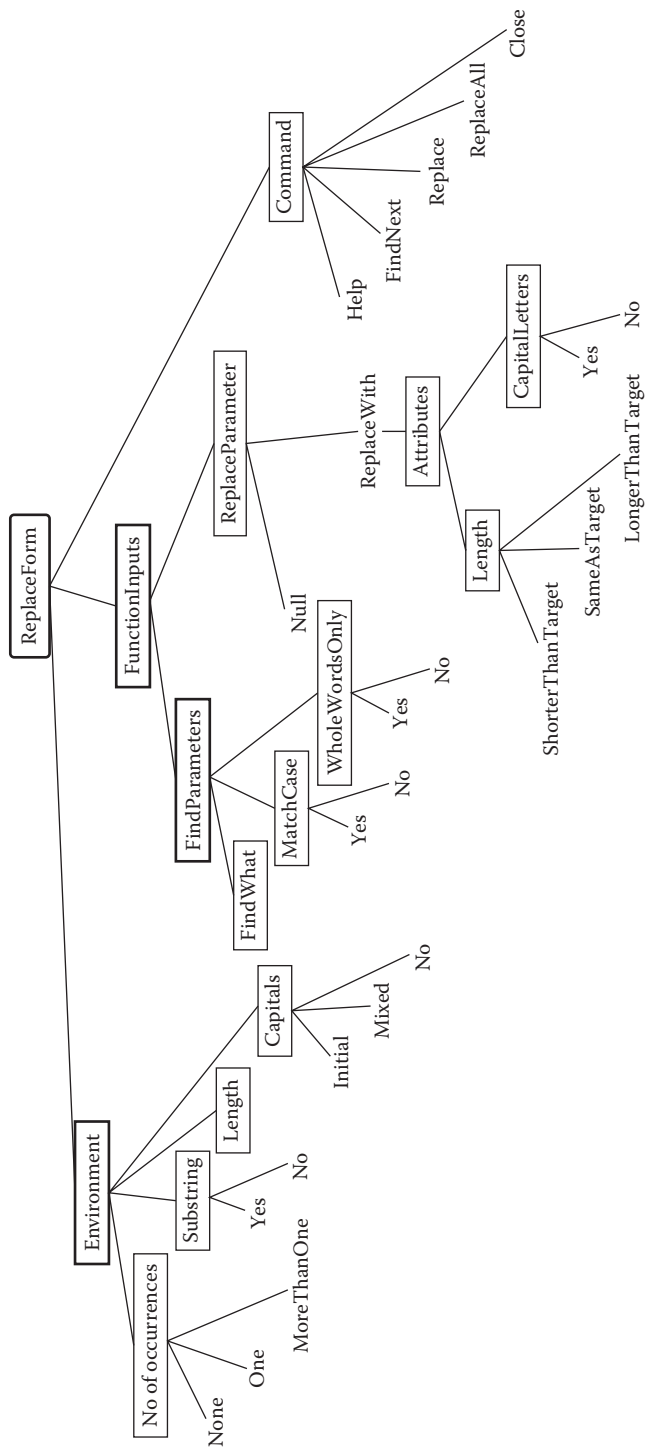 ReplaceForm
Environment
FunctionInputs
Command
No of occurrences
None
One
MoreThanOne
Substring
Yes
No
Length
Capitals
Initial
Mixed
No
FindParameters
FindWhat
MatchCase
Yes
No
WholeWordsOnly
Yes
No
ReplaceParameter
Null
ReplaceWith
Attributes
Length
ShorterThanTarget
SameAsTarget
LongerThanTarget
CapitalLetters
Yes
No
Help
FindNext
Replace
ReplaceAll
Close